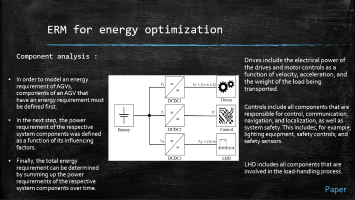 ERM for energy optimization
Component analysis :
• In order to model an energy
requirement of AGVs,
components of an AGV that
have an energy requirement must
be defined first.
• In the next step, the power
requirement of the respective
system components was defined
as a function of its influencing
factors.
• Finally, the total energy
requirement can be determined
by summing up the power
requirements of the respective
system components over time.
Battery
DCDC1
DCDC1
DCDC1
Drives
Control
LHD
Drives include the electrical power of
the drives and motor controls as a
function of velocity, acceleration, and
the weight of the load being
transported.
Controls include all components that are
responsible for control, communication,
navigation, and localization, as well as
system safety. This includes, for example,
lighting equipment, safety controls, and
safety sensors.
LHD includes all components that are
involved in the load-handling process.
Paper